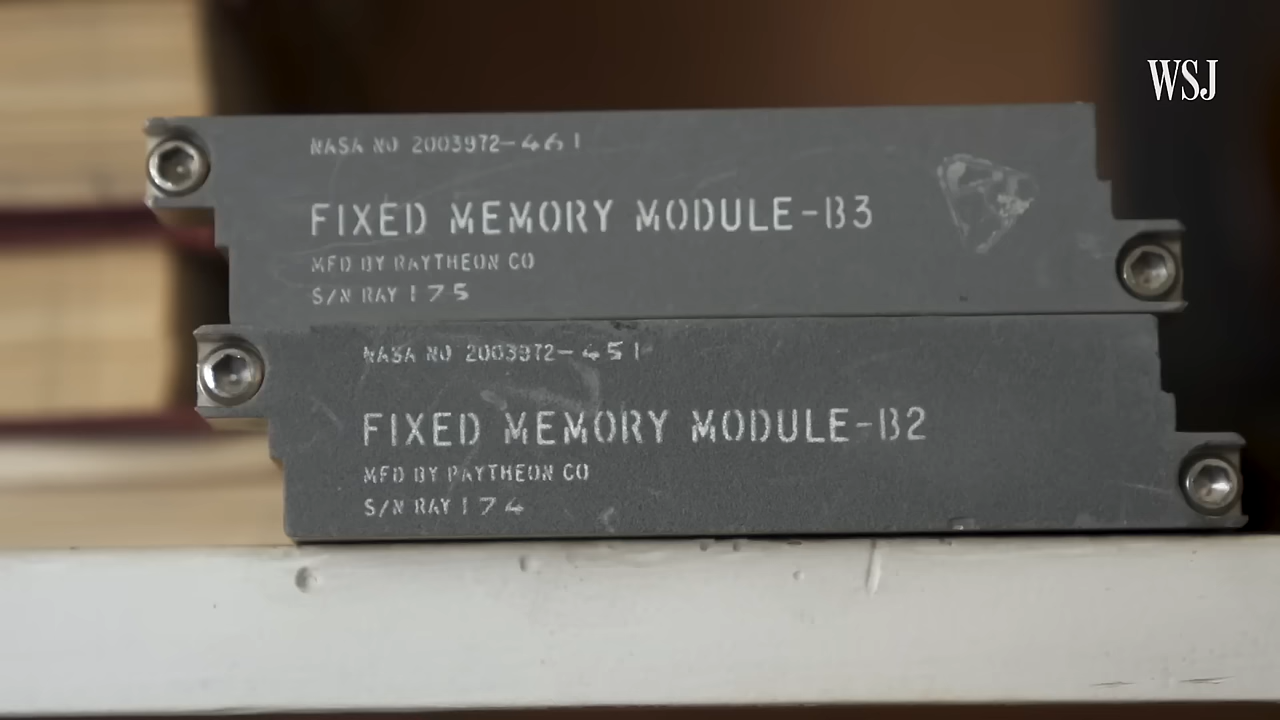 WSJ
NASA NO 2003972-461
FIXED MEMORY MODULE-B3
MFD BY RAYTHEON CO
S/N RAY 175
NASA NO 2003972-451
FIXED MEMORY MODULE-B2
MFD BY RAYTHEON CO
S/N RAY 174